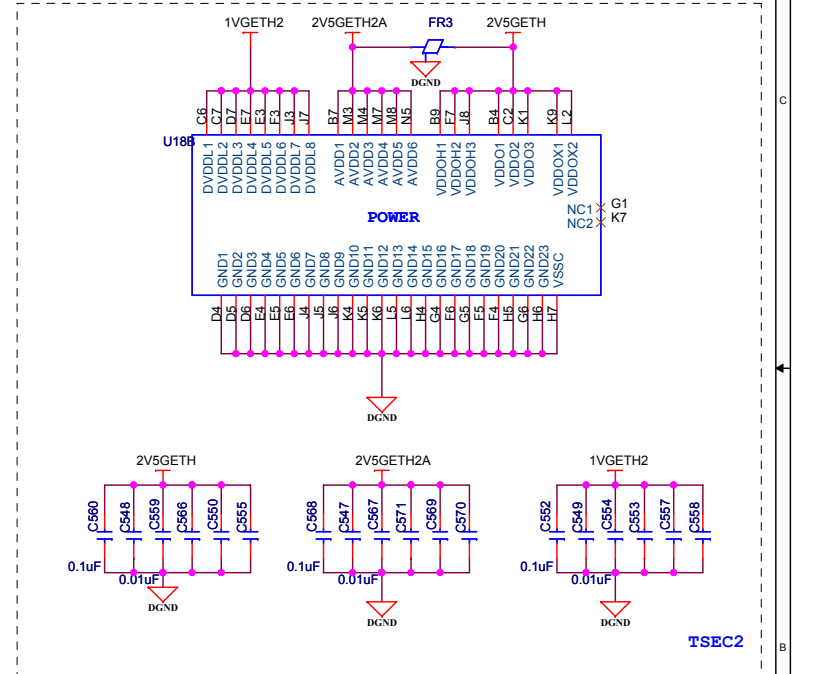 1VGETH2 2V5GETH2A FR3 2V5GETH
DGND
C
C6 C7 D7 E7 E3 F3 J3 J7 B7 M3 M4 M7 M8 N5 B9 F7 J8 B4 C2 K1 K9 L2
U18B
DVDDL1 DVDDL2 DVDDL3 DVDDL4 DVDDL5 DVDDL6 DVDDL7 DVDDL8 AVDD1 AVDD2 AVDD3 AVDD4 AVDD5 AVDD6 VDDOH1 VDDOH2 VDDOH3 VDDO1 VDDO2 VDDO3 VDDOX1 VDDOX2
POWER
NC1 G1
NC2 K7
GND1 GND2 GND3 GND4 GND5 GND6 GND7 GND8 GND9 GND10 GND11 GND12 GND13 GND14 GND15 GND16 GND17 GND18 GND19 GND20 GND21 GND22 GND23 VSSC
D4 D5 D6 E4 E5 E6 J4 J5 J6 K4 K5 K6 L5 L6 H4 G4 F6 G5 F5 F4 H5 G6 H6 H7
DGND
2V5GETH 2V5GETH2A 1VGETH2
C560 C548 C559 C566 C550 C555 C568 C547 C567 C571 C569 C570 C552 C549 C554 C553 C557 C558
0.1uF 0.01uF 0.1uF 0.01uF 0.1uF 0.01uF
DGND DGND DGND
TSEC2
B